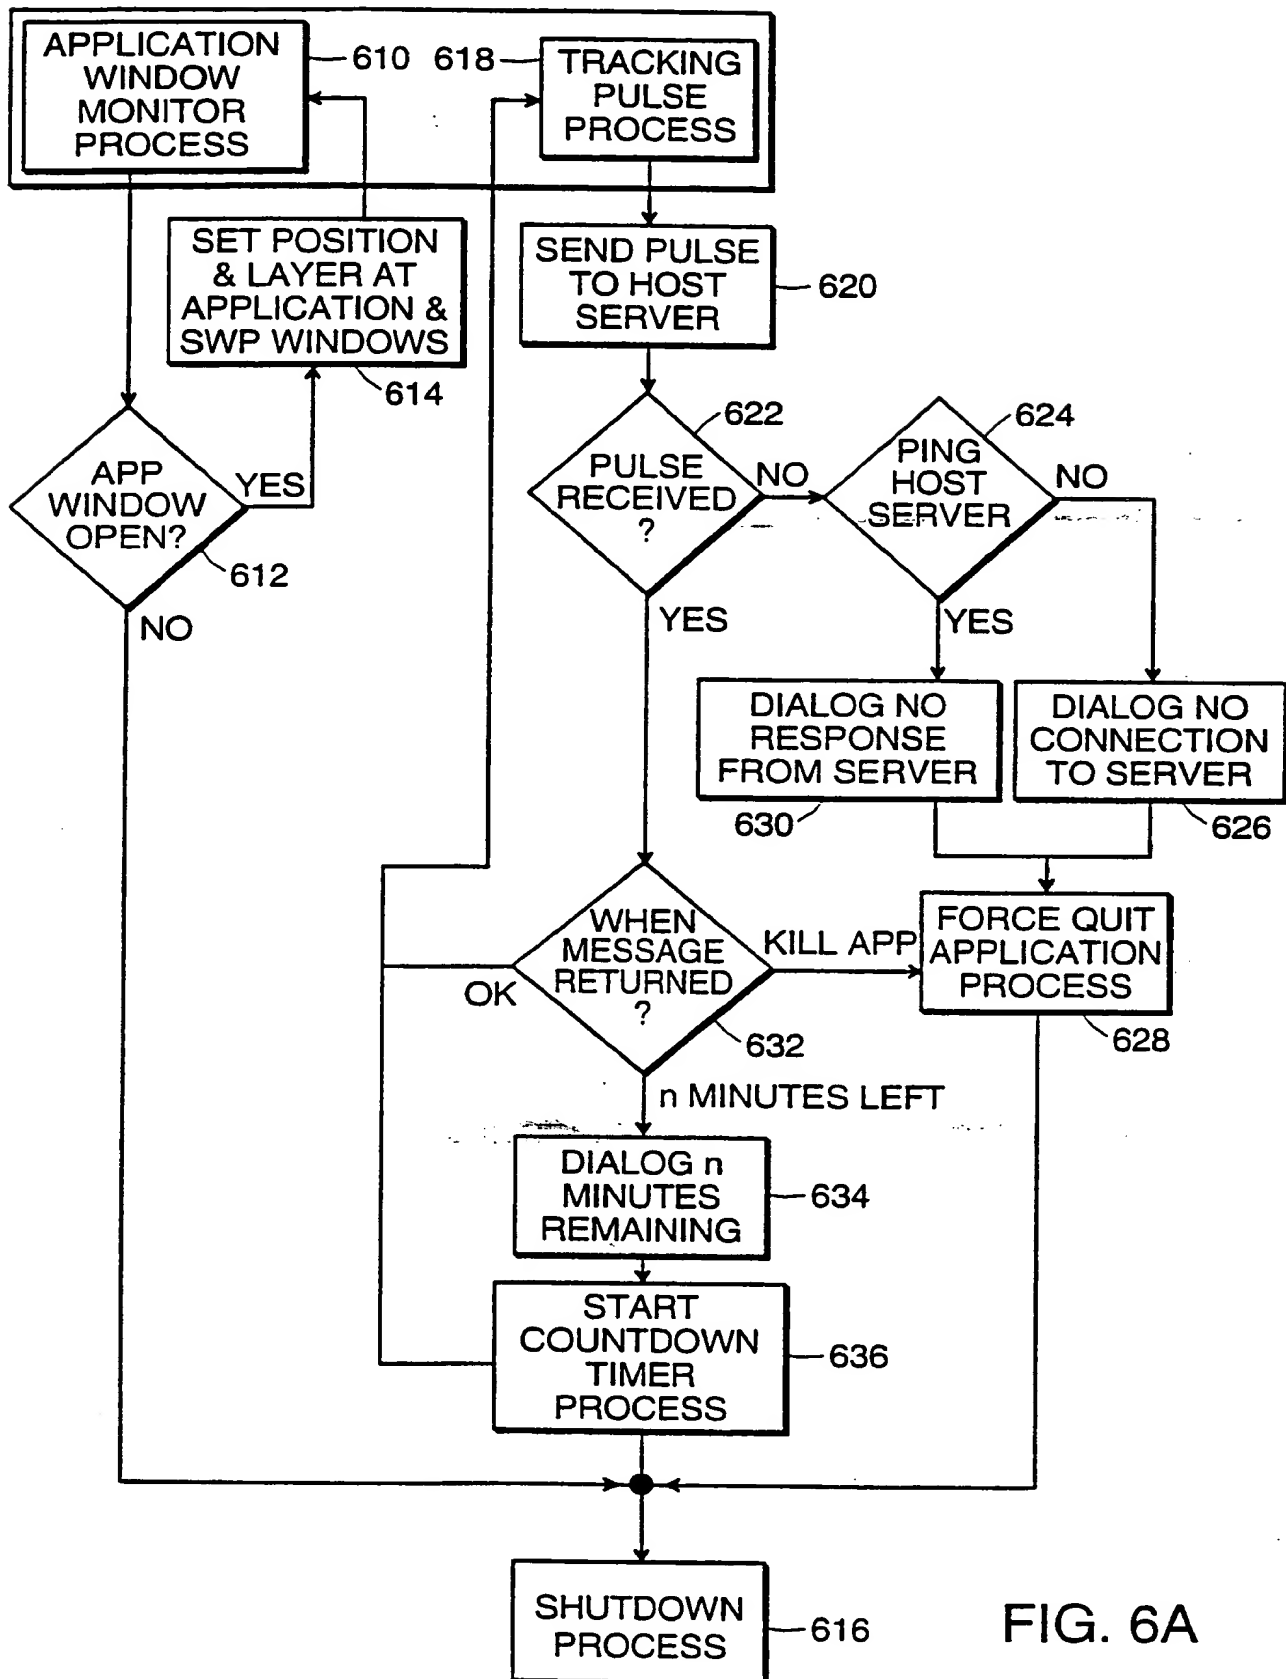 APPLICATION
WINDOW
MONITOR
PROCESS
610
618
TRACKING
PULSE
PROCESS
SET POSITION
& LAYER AT
APPLICATION &
SWP WINDOWS
614
SEND PULSE
TO HOST
SERVER
620
APP
WINDOW
OPEN?
YES
612
NO
622
PULSE
RECEIVED
?
NO
YES
624
PING
HOST
SERVER
NO
YES
DIALOG NO
RESPONSE
FROM SERVER
630
DIALOG NO
CONNECTION
TO SERVER
626
WHEN
MESSAGE
RETURNED
?
OK
KILL APP
632
FORCE QUIT
APPLICATION
PROCESS
628
n MINUTES LEFT
DIALOG n
MINUTES
REMAINING
634
START
COUNTDOWN
TIMER
PROCESS
636
SHUTDOWN
PROCESS
616
FIG. 6A